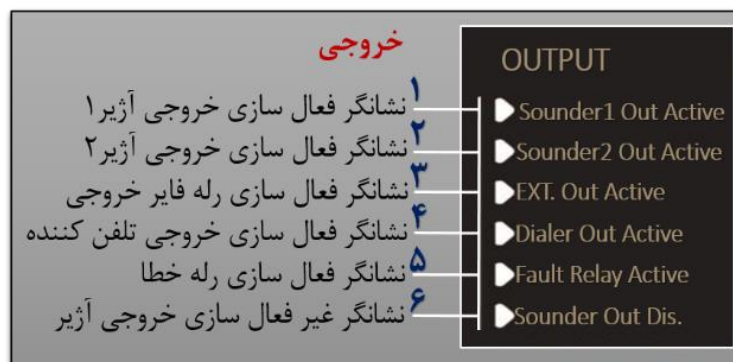 خروجی
OUTPUT
۱ نشانگر فعال سازی خروجی آژیر۱
Sounder1 Out Active
۲ نشانگر فعال سازی خروجی آژیر۲
Sounder2 Out Active
۳ نشانگر فعال سازی رله فایر خروجی
EXT. Out Active
۴ نشانگر فعال سازی خروجی تلفن کننده
Dialer Out Active
۵ نشانگر فعال سازی رله خطا
Fault Relay Active
۶ نشانگر غیر فعال سازی خروجی آژیر
Sounder Out Dis.